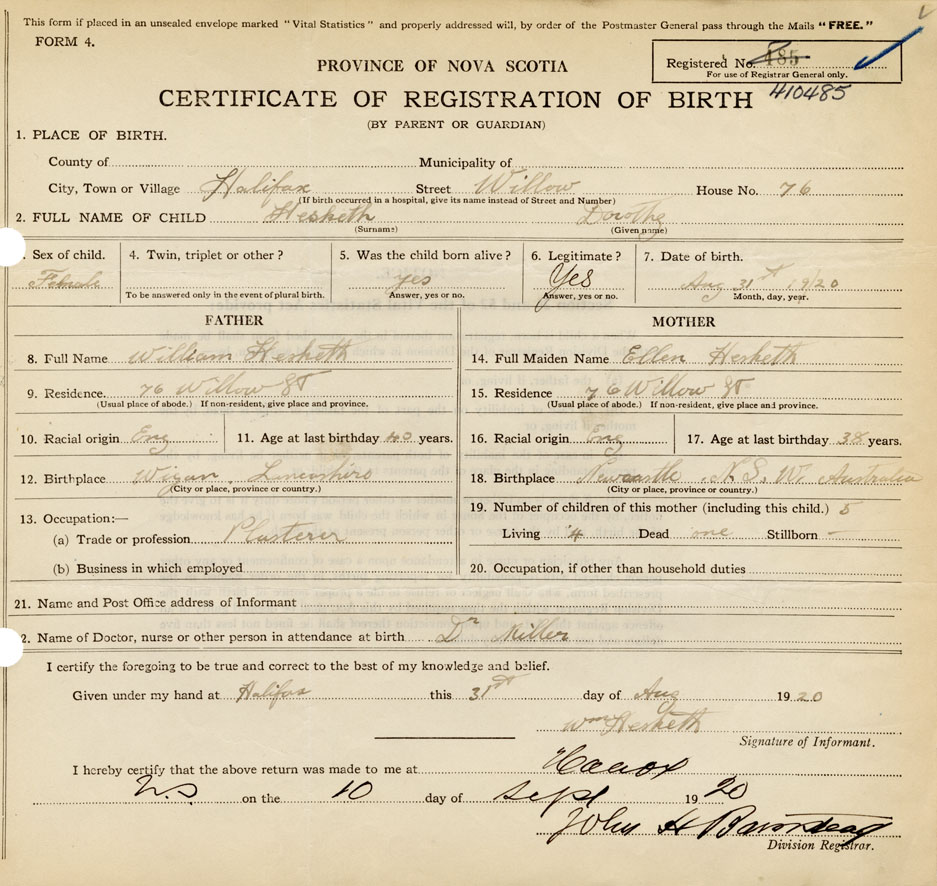 This form if placed in an unsealed envelope marked "Vital Statistics" and properly addressed will, by order of the Postmaster General pass through the Mails "FREE."
FORM 4.
Registered No. 485
For use of Registrar General only.
410485
PROVINCE OF NOVA SCOTIA
CERTIFICATE OF REGISTRATION OF BIRTH
(BY PARENT OR GUARDIAN)
1. PLACE OF BIRTH.
County of Municipality of
City, Town or Village Halifax Street Willow House No. 76
(If birth occurred in a hospital, give its name instead of Street and Number)
2. FULL NAME OF CHILD Hesketh Dorothy
(Surname) (Given name)
. Sex of child. 4. Twin, triplet or other? 5. Was the child born alive? 6. Legitimate? 7. Date of birth.
Female yes Yes Aug 31st 1920
To be answered only in the event of plural birth. Answer, yes or no. Answer, yes or no. Month, day, year.
FATHER MOTHER
8. Full Name William Hesketh 14. Full Maiden Name Ellen Hesketh
9. Residence. 76 Willow St 15. Residence 76 Willow St
(Usual place of abode.) If non-resident, give place and province. (Usual place of abode.) If non-resident, give place and province.
10. Racial origin Eng 11. Age at last birthday 40 years. 16. Racial origin Eng 17. Age at last birthday 38 years.
12. Birthplace Wigan, Lincashire 18. Birthplace Newcastle N.S.W. Australia
(City or place, province or country.) (City or place, province or country.)
13. Occupation:— 19. Number of children of this mother (including this child.) 5
(a) Trade or profession Plasterer Living 4 Dead one Stillborn –
(b) Business in which employed 20. Occupation, if other than household duties
21. Name and Post Office address of Informant
2. Name of Doctor, nurse or other person in attendance at birth Dr Miller
I certify the foregoing to be true and correct to the best of my knowledge and belief.
Given under my hand at Halifax this 31st day of Aug 1920
Wm Hesketh
Signature of Informant.
I hereby certify that the above return was made to me at
N.S on the 10 day of Sept 1920
John H
Division Registrar.